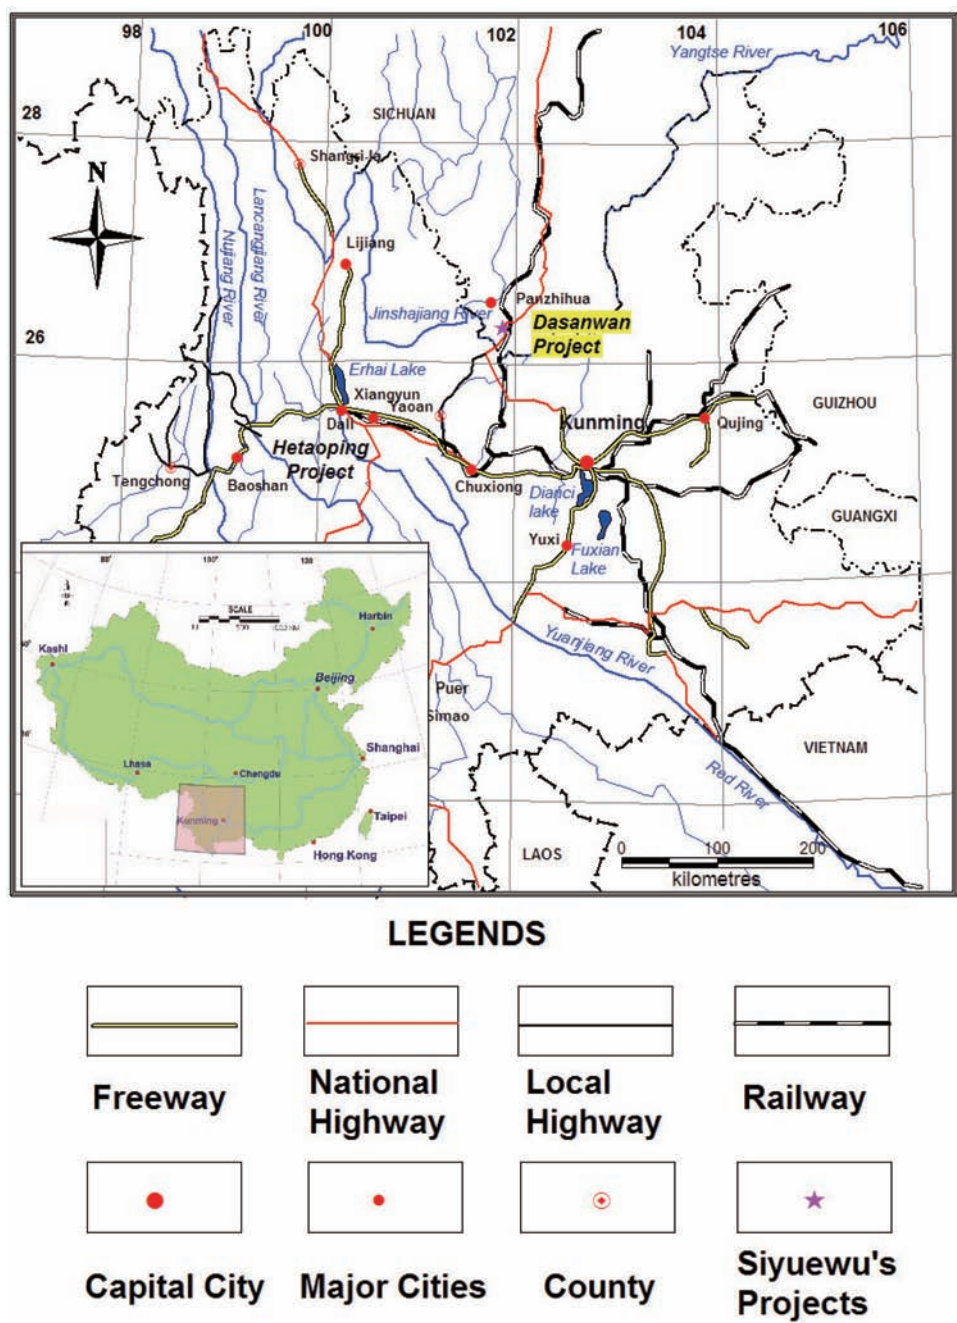 98
100
102
104
106
Yangtse River
28
SICHUAN
N
Shangri-la
Lancangjiang River
Nujiang River
Lijiang
Jinshajiang River
Panzhihua
Dasanwan
Project
26
Erhai Lake
Xiangyun
Yaoan
Dali
Kunming
Qujing
GUIZHOU
Hetaoping
Project
Tengchong
Baoshan
Chuxiong
Dianci
lake
GUANGXI
Yuxi
Fuxian
Lake
Yuanjiang River
Puer
Simao
VIETNAM
Red River
LAOS
0 100 200
kilometres
SCALE
Harbin
Kashi
Beijing
Shanghai
Lhasa
Chengdu
Kunming
Taipei
Hong Kong
LEGENDS
Freeway
National
Highway
Local
Highway
Railway
Capital City
Major Cities
County
Siyuewu's
Projects